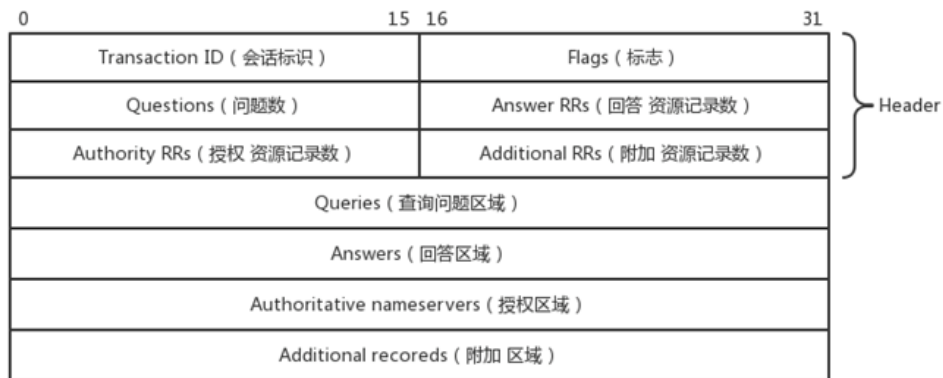 0 15 16 31
Transaction ID ( 会话标识 ) Flags ( 标志 )
Questions ( 问题数 ) Answer RRs ( 回答 资源记录数 ) Header
Authority RRs ( 授权 资源记录数 ) Additional RRs ( 附加 资源记录数 )
Queries ( 查询问题区域 )
Answers ( 回答区域 )
Authoritative nameservers ( 授权区域 )
Additional recoreds ( 附加 区域 )